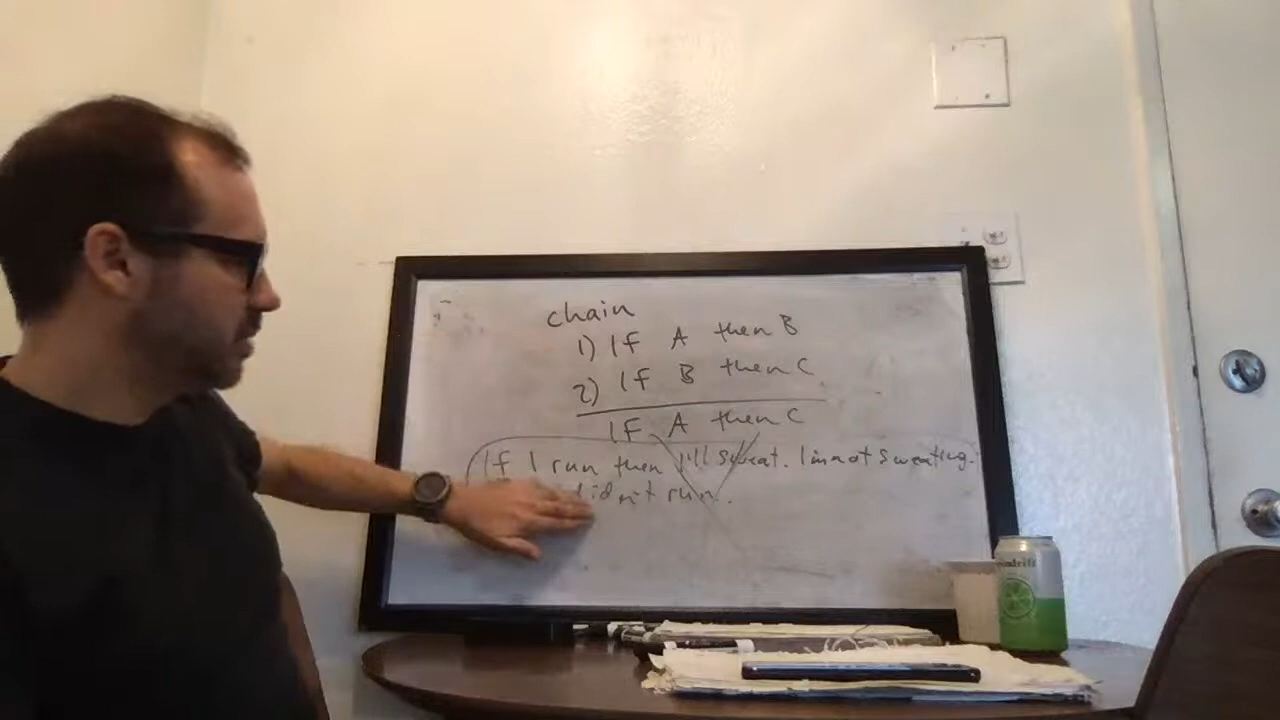 chain
1) If A then B
2) If B then C
If A then C
If I run then I'll sweat. I'm not sweating.
didn't run.